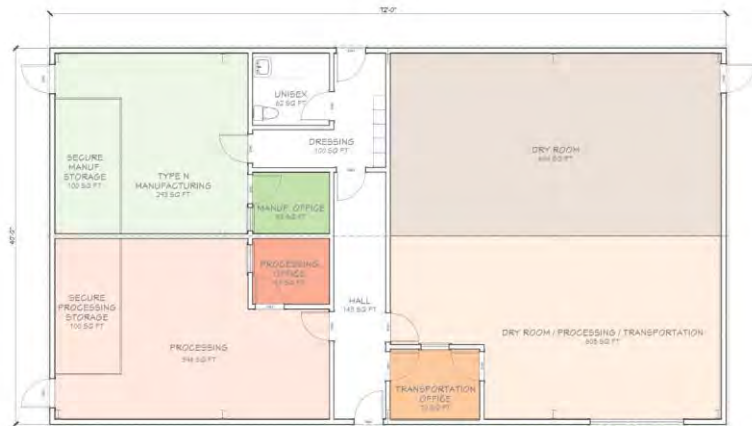 72'-0"
40'-0"
UNISEX
60 SQ FT
DRESSING
100 SQ FT
DRY ROOM
SECURE
MANUF.
STORAGE
100 SQ FT
TYPE N
MANUFACTURING
MANUF. OFFICE
PROCESSING
OFFICE
HALL
SECURE
PROCESSING
STORAGE
100 SQ FT
PROCESSING
DRY ROOM / PROCESSING / TRANSPORTATION
TRANSPORTATION
OFFICE